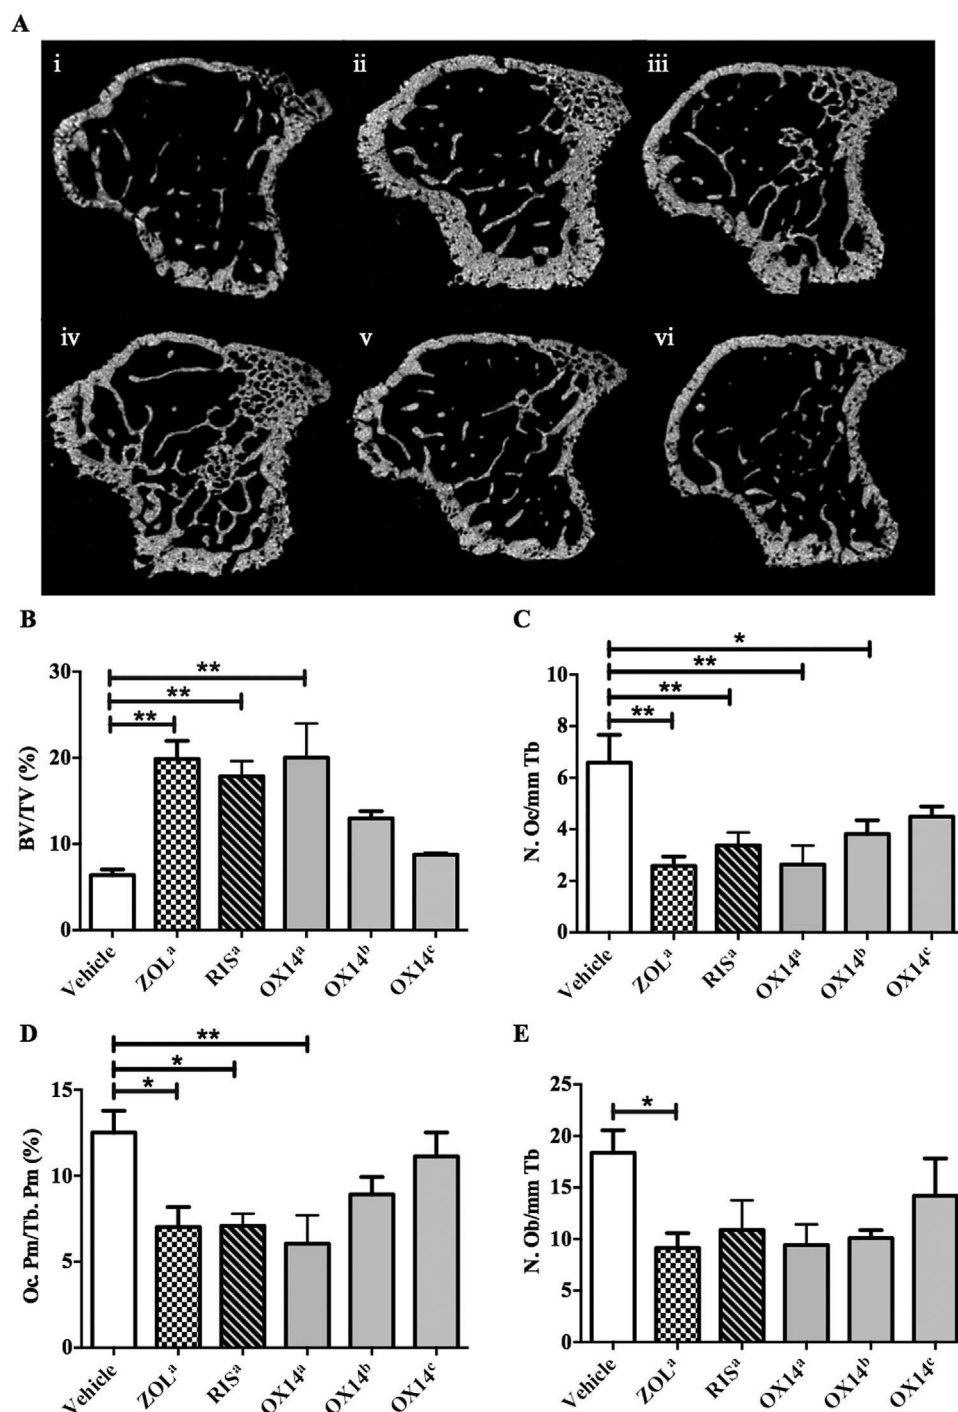 A
i ii iii
iv v vi
B
BV/TV (%)
30
20
10
0
**
**
**
Vehicle ZOLᵃ RISᵃ OX14ᵃ OX14ᵇ OX14ᶜ
C
N. Oc/mm Tb
10
8
6
4
2
0
*
**
**
**
Vehicle ZOLᵃ RISᵃ OX14ᵃ OX14ᵇ OX14ᶜ
D
Oc. Pm/Tb. Pm (%)
15
10
5
0
**
*
*
Vehicle ZOLᵃ RISᵃ OX14ᵃ OX14ᵇ OX14ᶜ
E
N. Ob/mm Tb
25
20
15
10
5
0
*
Vehicle ZOLᵃ RISᵃ OX14ᵃ OX14ᵇ OX14ᶜ